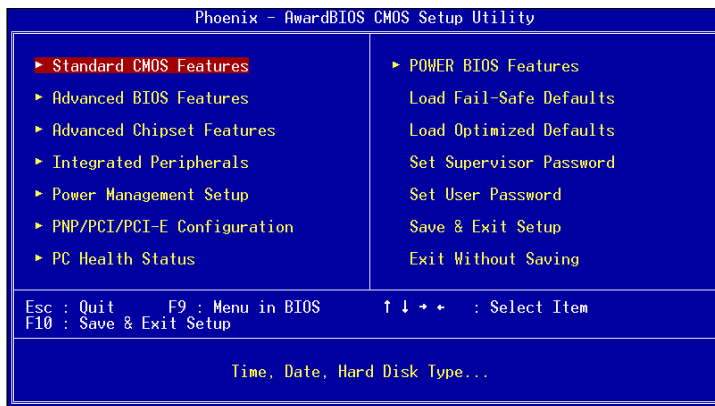 Phoenix - AwardBIOS CMOS Setup Utility
► Standard CMOS Features
► Advanced BIOS Features
► Advanced Chipset Features
► Integrated Peripherals
► Power Management Setup
► PNP/PCI/PCI-E Configuration
► PC Health Status
► POWER BIOS Features
Load Fail-Safe Defaults
Load Optimized Defaults
Set Supervisor Password
Set User Password
Save & Exit Setup
Exit Without Saving
Esc : Quit F9 : Menu in BIOS ↑ ↓ → ← : Select Item
F10 : Save & Exit Setup
Time, Date, Hard Disk Type...